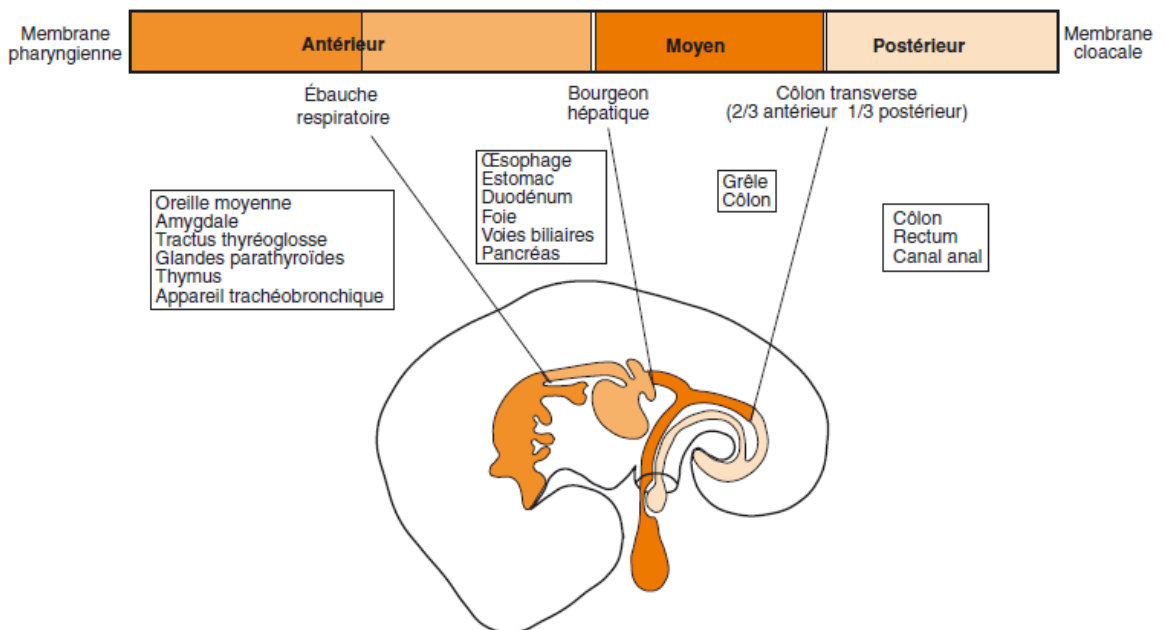 Membrane
pharyngienne
Antérieur
Moyen
Postérieur
Membrane
cloacale
Ébauche
respiratoire
Bourgeon
hépatique
Côlon transverse
(2/3 antérieur 1/3 postérieur)
Oreille moyenne
Amygdale
Tractus thyréoglosse
Glandes parathyroïdes
Thymus
Appareil trachéobronchique
Œsophage
Estomac
Duodénum
Foie
Voies biliaires
Pancréas
Grêle
Côlon
Côlon
Rectum
Canal anal